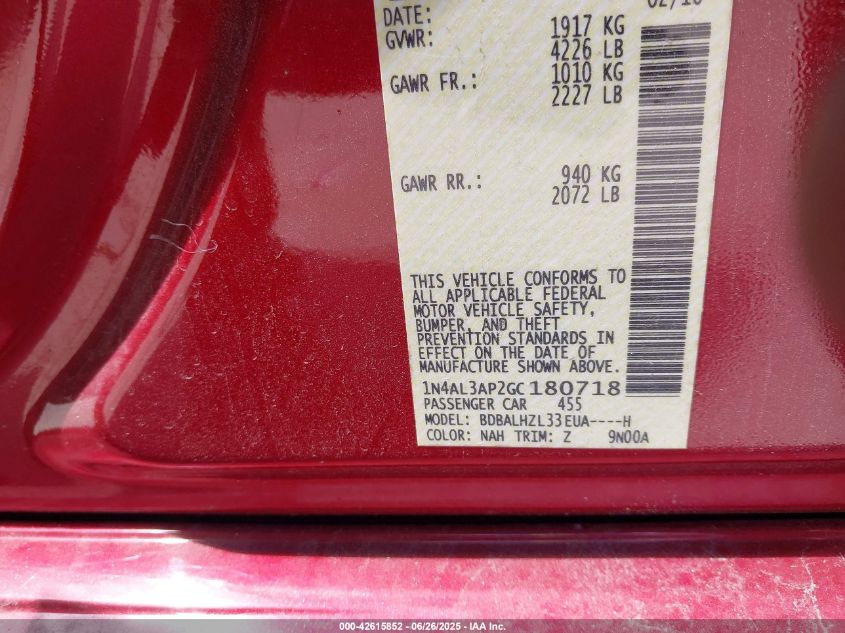 DATE: 02/16
GVWR: 1917 KG
4226 LB
GAWR FR.: 1010 KG
2227 LB
GAWR RR.: 940 KG
2072 LB
THIS VEHICLE CONFORMS TO
ALL APPLICABLE FEDERAL
MOTOR VEHICLE SAFETY,
BUMPER, AND THEFT
PREVENTION STANDARDS IN
EFFECT ON THE DATE OF
MANUFACTURE SHOWN ABOVE.
1N4AL3AP2GC180718
PASSENGER CAR 455
MODEL: BDBALHZL33EUA----H
COLOR: NAH TRIM: Z 9N00A
000-42615852 - 06/26/2025 - IAA Inc.